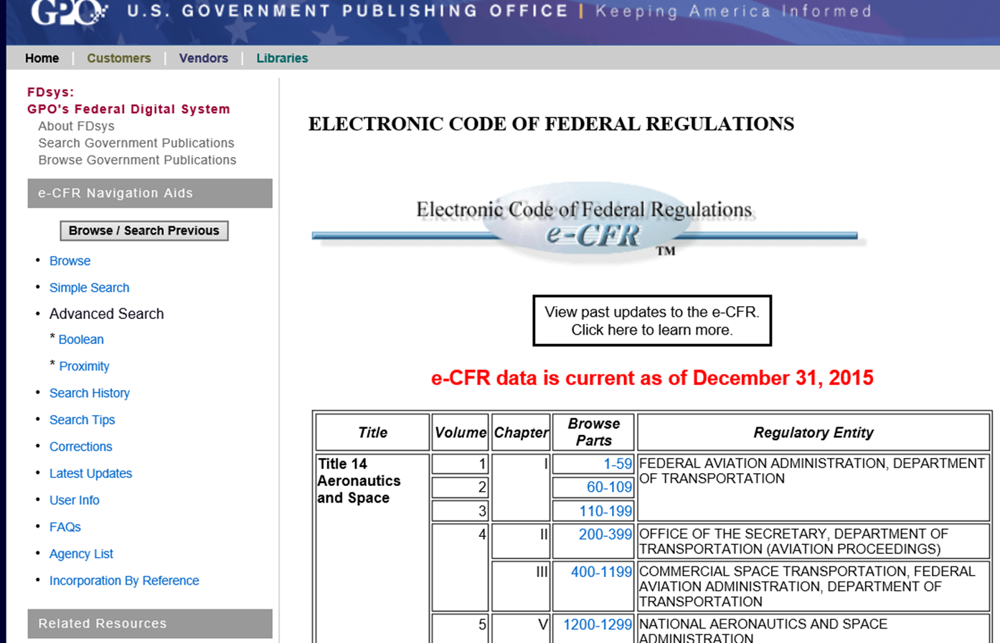 GPO U.S. GOVERNMENT PUBLISHING OFFICE | Keeping America Informed
Home | Customers | Vendors | Libraries
FDsys:
GPO's Federal Digital System
About FDsys
Search Government Publications
Browse Government Publications
e-CFR Navigation Aids
Browse / Search Previous
• Browse
• Simple Search
• Advanced Search
* Boolean
* Proximity
• Search History
• Search Tips
• Corrections
• Latest Updates
• User Info
• FAQs
• Agency List
• Incorporation By Reference
Related Resources
ELECTRONIC CODE OF FEDERAL REGULATIONS
Electronic Code of Federal Regulations
e-CFR
TM
View past updates to the e-CFR.
Click here to learn more.
e-CFR data is current as of December 31, 2015
Title Volume Chapter Browse Parts Regulatory Entity
Title 14
Aeronautics
and Space
1 I 1-59 FEDERAL AVIATION ADMINISTRATION, DEPARTMENT
OF TRANSPORTATION
2 60-109
3 110-199
4 II 200-399 OFFICE OF THE SECRETARY, DEPARTMENT OF
TRANSPORTATION (AVIATION PROCEEDINGS)
III 400-1199 COMMERCIAL SPACE TRANSPORTATION, FEDERAL
AVIATION ADMINISTRATION, DEPARTMENT OF
TRANSPORTATION
5 V 1200-1299 NATIONAL AERONAUTICS AND SPACE
ADMINISTRATION